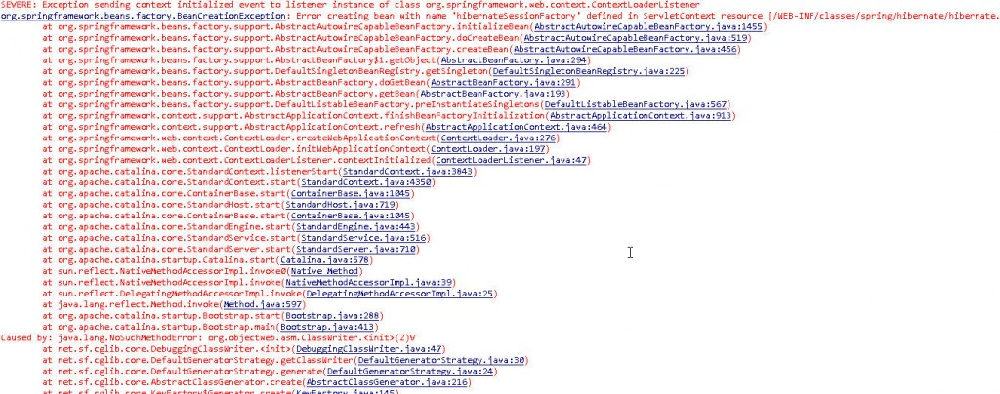 SEVERE: Exception sending context initialized event to listener instance of class org.springframework.web.context.ContextLoaderListener
org.springframework.beans.factory.BeanCreationException: Error creating bean with name 'hibernateSessionFactory' defined in ServletContext resource [/WEB-INF/classes/spring/hibernate/hibernate.
at org.springframework.beans.factory.support.AbstractAutowireCapableBeanFactory.initializeBean(AbstractAutowireCapableBeanFactory.java:1455)
at org.springframework.beans.factory.support.AbstractAutowireCapableBeanFactory.doCreateBean(AbstractAutowireCapableBeanFactory.java:519)
at org.springframework.beans.factory.support.AbstractAutowireCapableBeanFactory.createBean(AbstractAutowireCapableBeanFactory.java:456)
at org.springframework.beans.factory.support.AbstractBeanFactory$1.getObject(AbstractBeanFactory.java:294)
at org.springframework.beans.factory.support.DefaultSingletonBeanRegistry.getSingleton(DefaultSingletonBeanRegistry.java:225)
at org.springframework.beans.factory.support.AbstractBeanFactory.doGetBean(AbstractBeanFactory.java:291)
at org.springframework.beans.factory.support.AbstractBeanFactory.getBean(AbstractBeanFactory.java:193)
at org.springframework.beans.factory.support.DefaultListableBeanFactory.preInstantiateSingletons(DefaultListableBeanFactory.java:567)
at org.springframework.context.support.AbstractApplicationContext.finishBeanFactoryInitialization(AbstractApplicationContext.java:913)
at org.springframework.context.support.AbstractApplicationContext.refresh(AbstractApplicationContext.java:464)
at org.springframework.web.context.ContextLoader.createWebApplicationContext(ContextLoader.java:276)
at org.springframework.web.context.ContextLoader.initWebApplicationContext(ContextLoader.java:197)
at org.springframework.web.context.ContextLoaderListener.contextInitialized(ContextLoaderListener.java:47)
at org.apache.catalina.core.StandardContext.listenerStart(StandardContext.java:3843)
at org.apache.catalina.core.StandardContext.start(StandardContext.java:4350)
at org.apache.catalina.core.ContainerBase.start(ContainerBase.java:1045)
at org.apache.catalina.core.StandardHost.start(StandardHost.java:719)
at org.apache.catalina.core.ContainerBase.start(ContainerBase.java:1045)
at org.apache.catalina.core.StandardEngine.start(StandardEngine.java:443)
at org.apache.catalina.core.StandardService.start(StandardService.java:516)
at org.apache.catalina.core.StandardServer.start(StandardServer.java:710)
at org.apache.catalina.startup.Catalina.start(Catalina.java:578)
at sun.reflect.NativeMethodAccessorImpl.invoke0(Native Method)
at sun.reflect.NativeMethodAccessorImpl.invoke(NativeMethodAccessorImpl.java:39)
at sun.reflect.DelegatingMethodAccessorImpl.invoke(DelegatingMethodAccessorImpl.java:25)
at java.lang.reflect.Method.invoke(Method.java:597)
at org.apache.catalina.startup.Bootstrap.start(Bootstrap.java:288)
at org.apache.catalina.startup.Bootstrap.main(Bootstrap.java:413)
Caused by: java.lang.NoSuchMethodError: org.objectweb.asm.ClassWriter.<init>(Z)V
at net.sf.cglib.core.DebuggingClassWriter.<init>(DebuggingClassWriter.java:47)
at net.sf.cglib.core.DefaultGeneratorStrategy.getClassWriter(DefaultGeneratorStrategy.java:30)
at net.sf.cglib.core.DefaultGeneratorStrategy.generate(DefaultGeneratorStrategy.java:24)
at net.sf.cglib.core.AbstractClassGenerator.create(AbstractClassGenerator.java:216)
at net.sf.cglib.core.KeyFactory$Generator.create(KeyFactory.java:145)